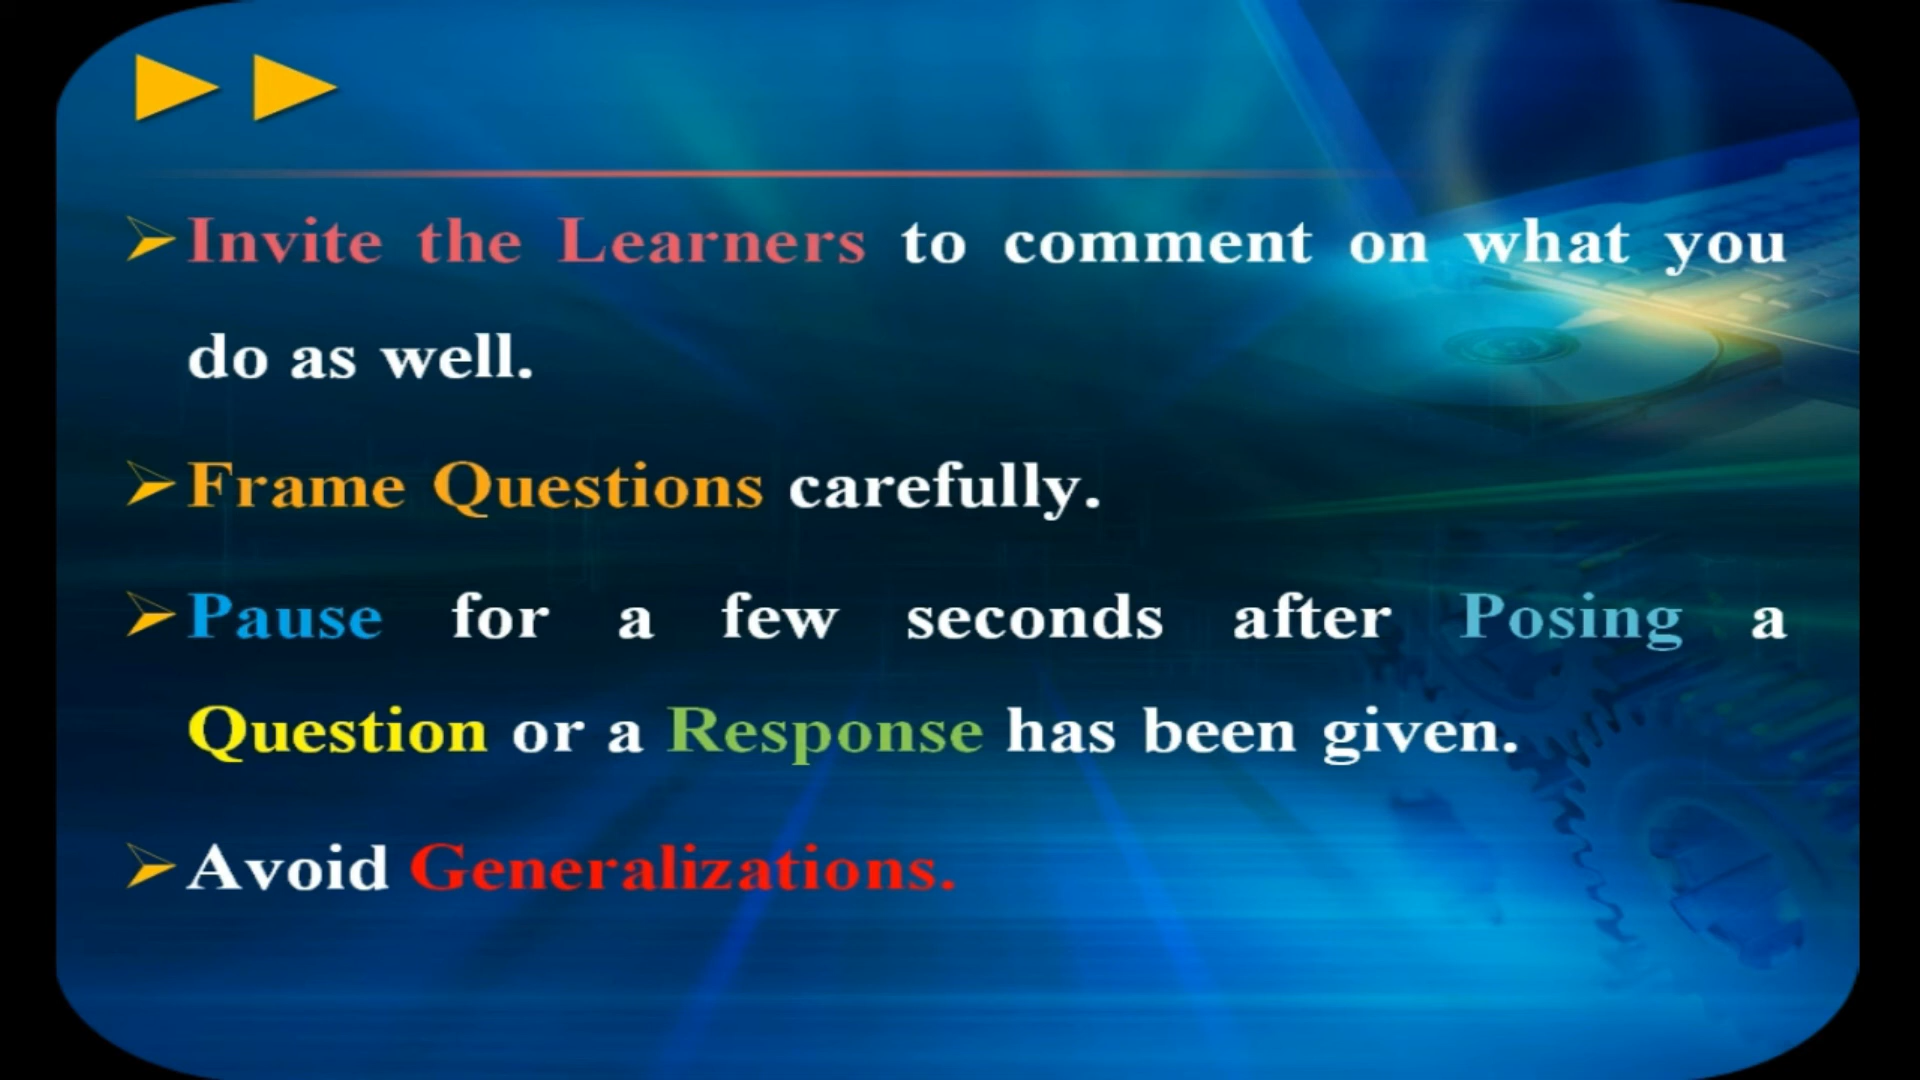 Invite the Learners to comment on what you
do as well.
Frame Questions carefully.
Pause for a few seconds after Posing a
Question or a Response has been given.
Avoid Generalizations.